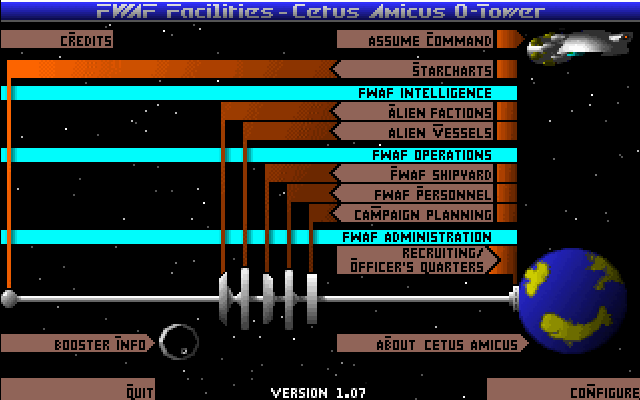 FWAF Facilities - Cetus Amicus O-Tower
CREDITS
ASSUME COMMAND
STARCHARTS
FWAF INTELLIGENCE
ALIEN FACTIONS
ALIEN VESSELS
FWAF OPERATIONS
FWAF SHIPYARD
FWAF PERSONNEL
CAMPAIGN PLANNING
FWAF ADMINISTRATION
RECRUITING/
OFFICER'S QUARTERS
BOOSTER INFO
ABOUT CETUS AMICUS
QUIT
VERSION 1.07
CONFIGURE